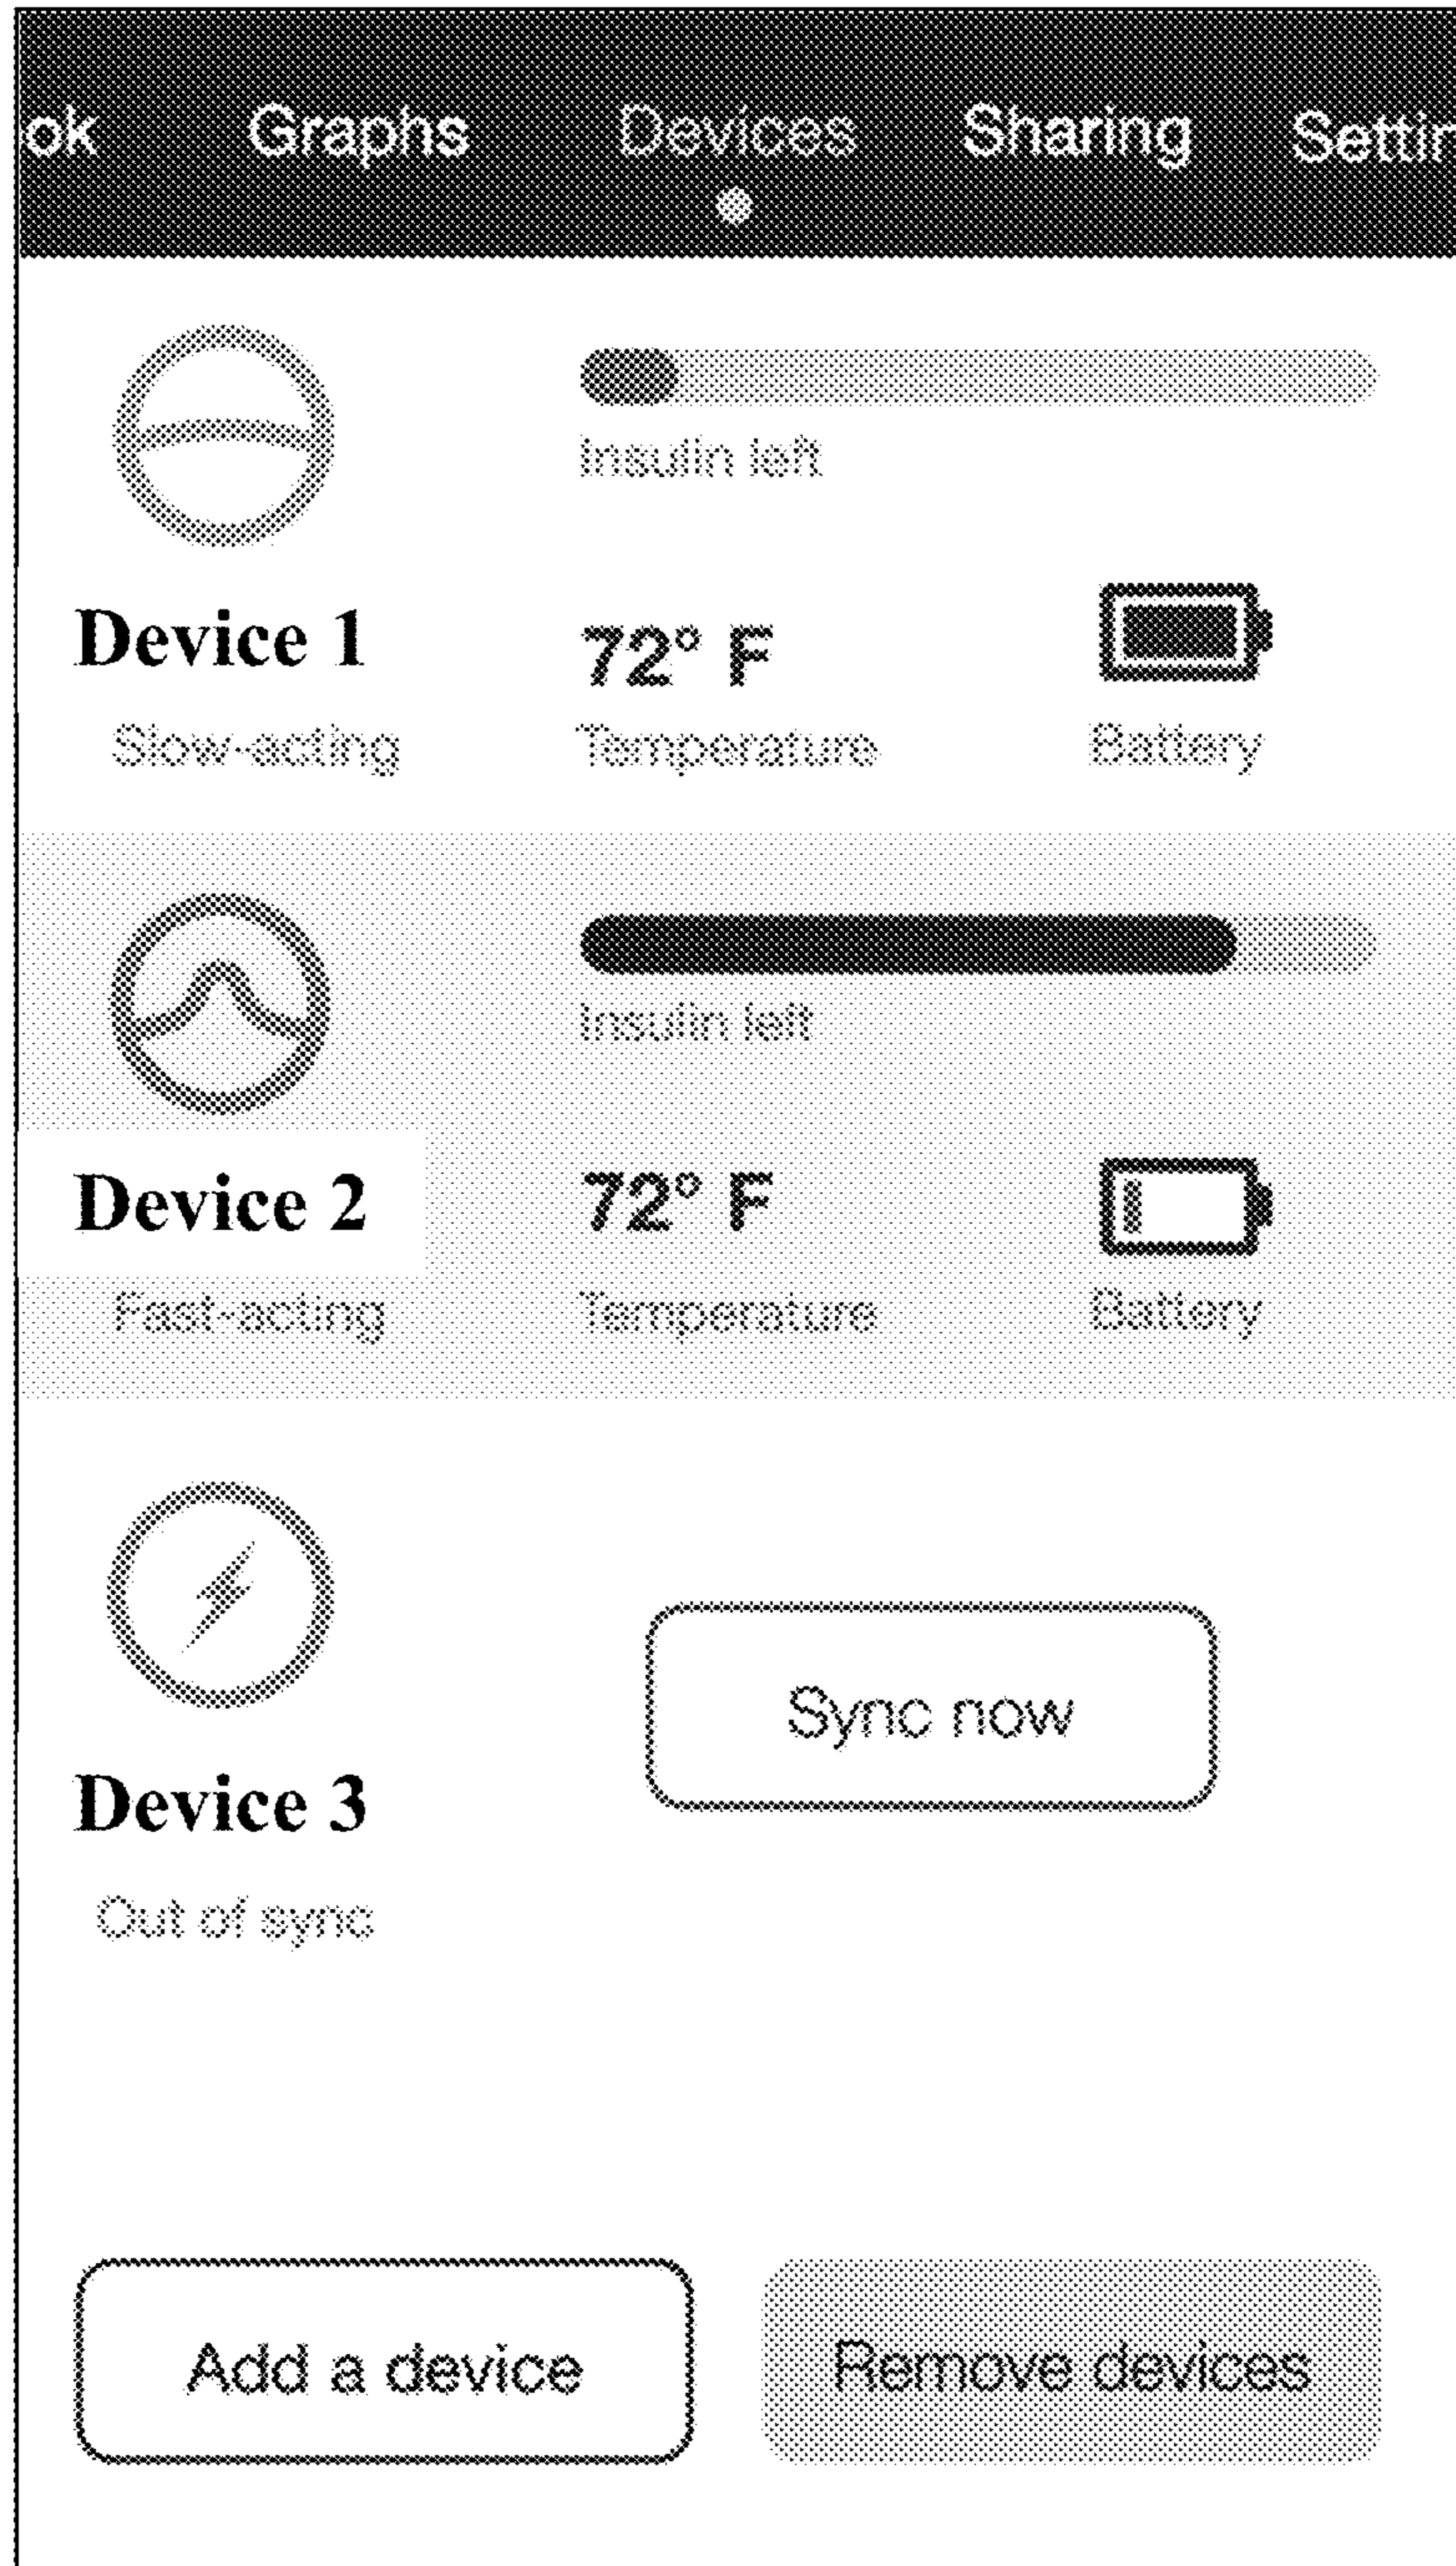 ok Graphs Devices Sharing Settin
Insulin left
Device 1 72° F
Slow-acting Temperature Battery
Insulin left
Device 2 72° F
Fast-acting Temperature Battery
Sync now
Device 3
Out of sync
Add a device Remove devices